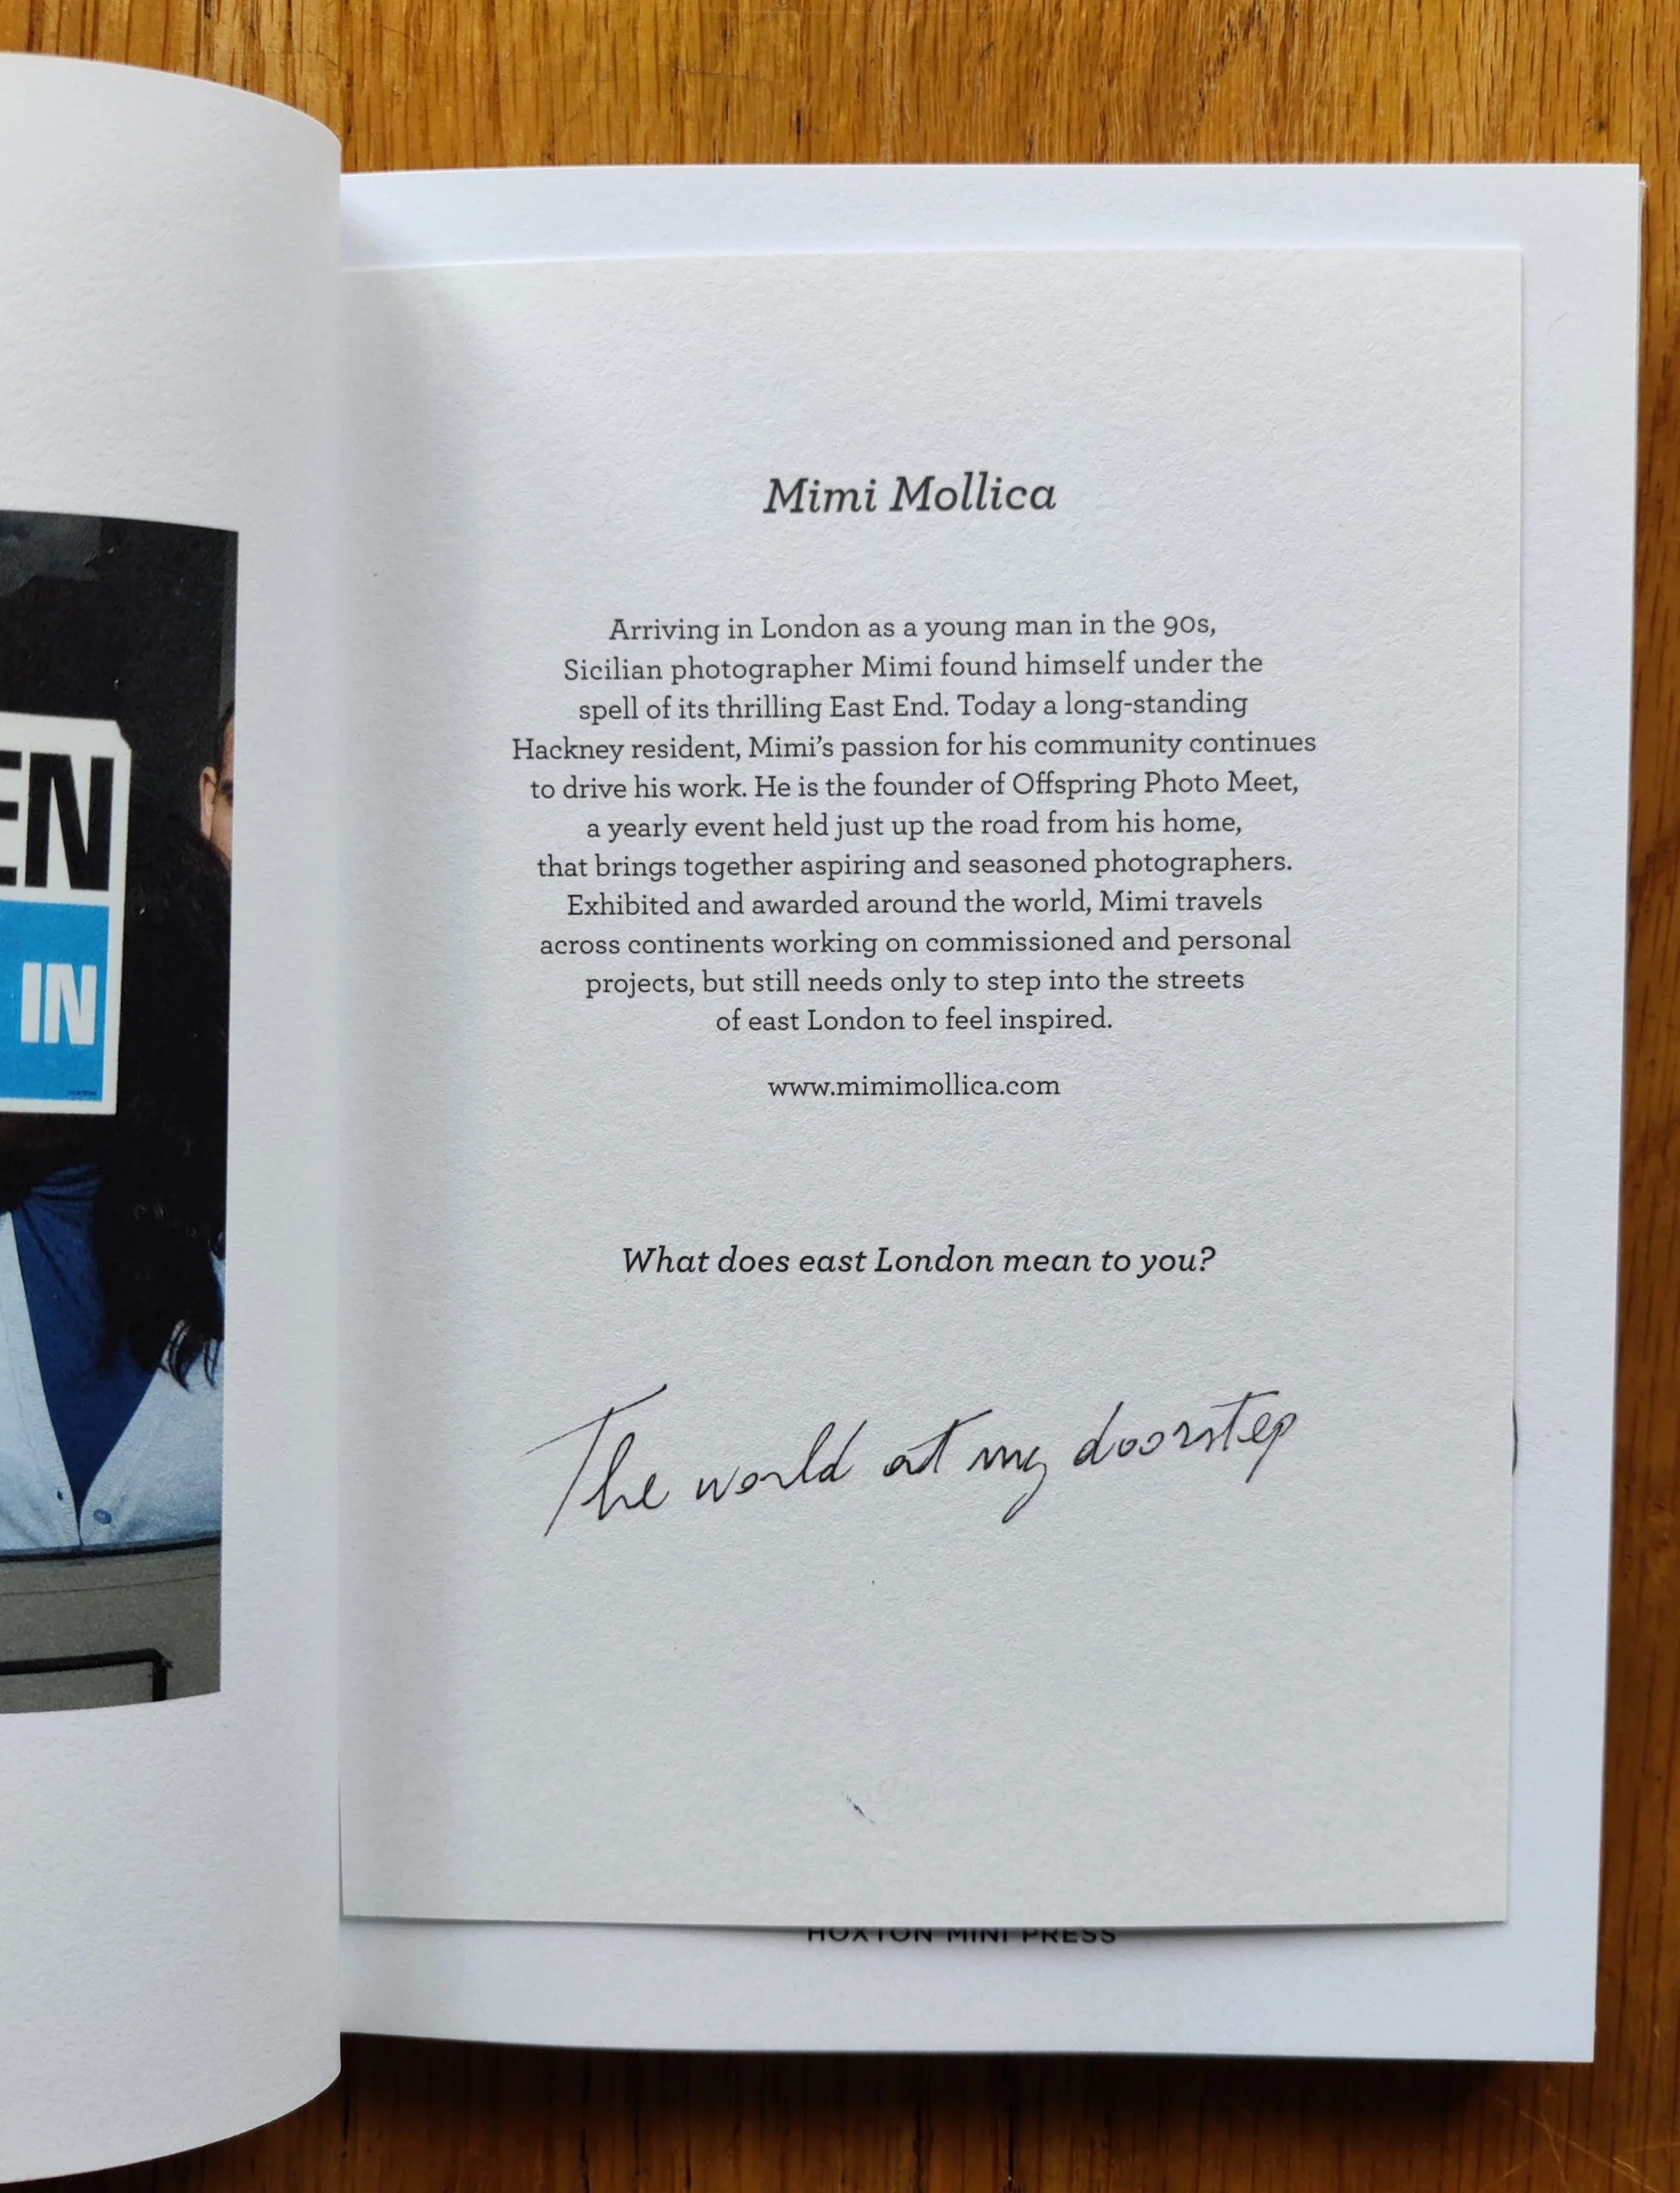 EN
IN
Mimi Mollica
Arriving in London as a young man in the 90s,
Sicilian photographer Mimi found himself under the
spell of its thrilling East End. Today a long-standing
Hackney resident, Mimi's passion for his community continues
to drive his work. He is the founder of Offspring Photo Meet,
a yearly event held just up the road from his home,
that brings together aspiring and seasoned photographers.
Exhibited and awarded around the world, Mimi travels
across continents working on commissioned and personal
projects, but still needs only to step into the streets
of east London to feel inspired.
www.mimimollica.com
What does east London mean to you?
The world at my doorstep
HOXTON MINI PRESS